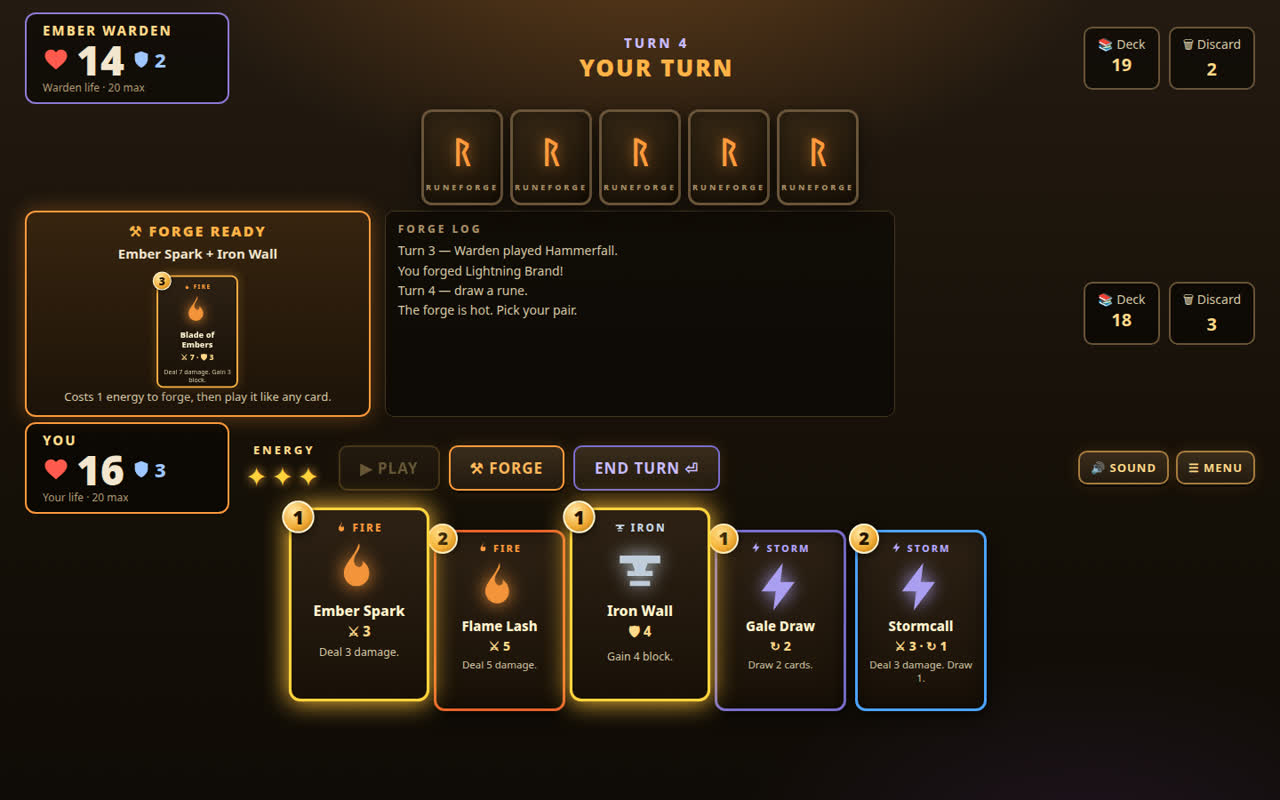 EMBER WARDEN
14 2
Warden life · 20 max
TURN 4
YOUR TURN
📚 Deck
19
🗑 Discard
2
ᚱ ᚱ ᚱ ᚱ ᚱ
RUNEFORGE RUNEFORGE RUNEFORGE RUNEFORGE RUNEFORGE
⚒ FORGE READY
Ember Spark + Iron Wall
3
FIRE
Blade of
Embers
⚔ 7 · 🛡 3
Deal 7 damage. Gain 3
block.
Costs 1 energy to forge, then play it like any card.
FORGE LOG
Turn 3 — Warden played Hammerfall.
You forged Lightning Brand!
Turn 4 — draw a rune.
The forge is hot. Pick your pair.
📚 Deck
18
🗑 Discard
3
YOU
16 3
Your life · 20 max
ENERGY
✦✦✦
▶ PLAY
⚒ FORGE
END TURN ⏎
🔊 SOUND
☰ MENU
1
FIRE
Ember Spark
⚔ 3
Deal 3 damage.
2
FIRE
Flame Lash
⚔ 5
Deal 5 damage.
1
IRON
Iron Wall
🛡 4
Gain 4 block.
1
STORM
Gale Draw
↻ 2
Draw 2 cards.
2
STORM
Stormcall
⚔ 3 · ↻ 1
Deal 3 damage. Draw
1.